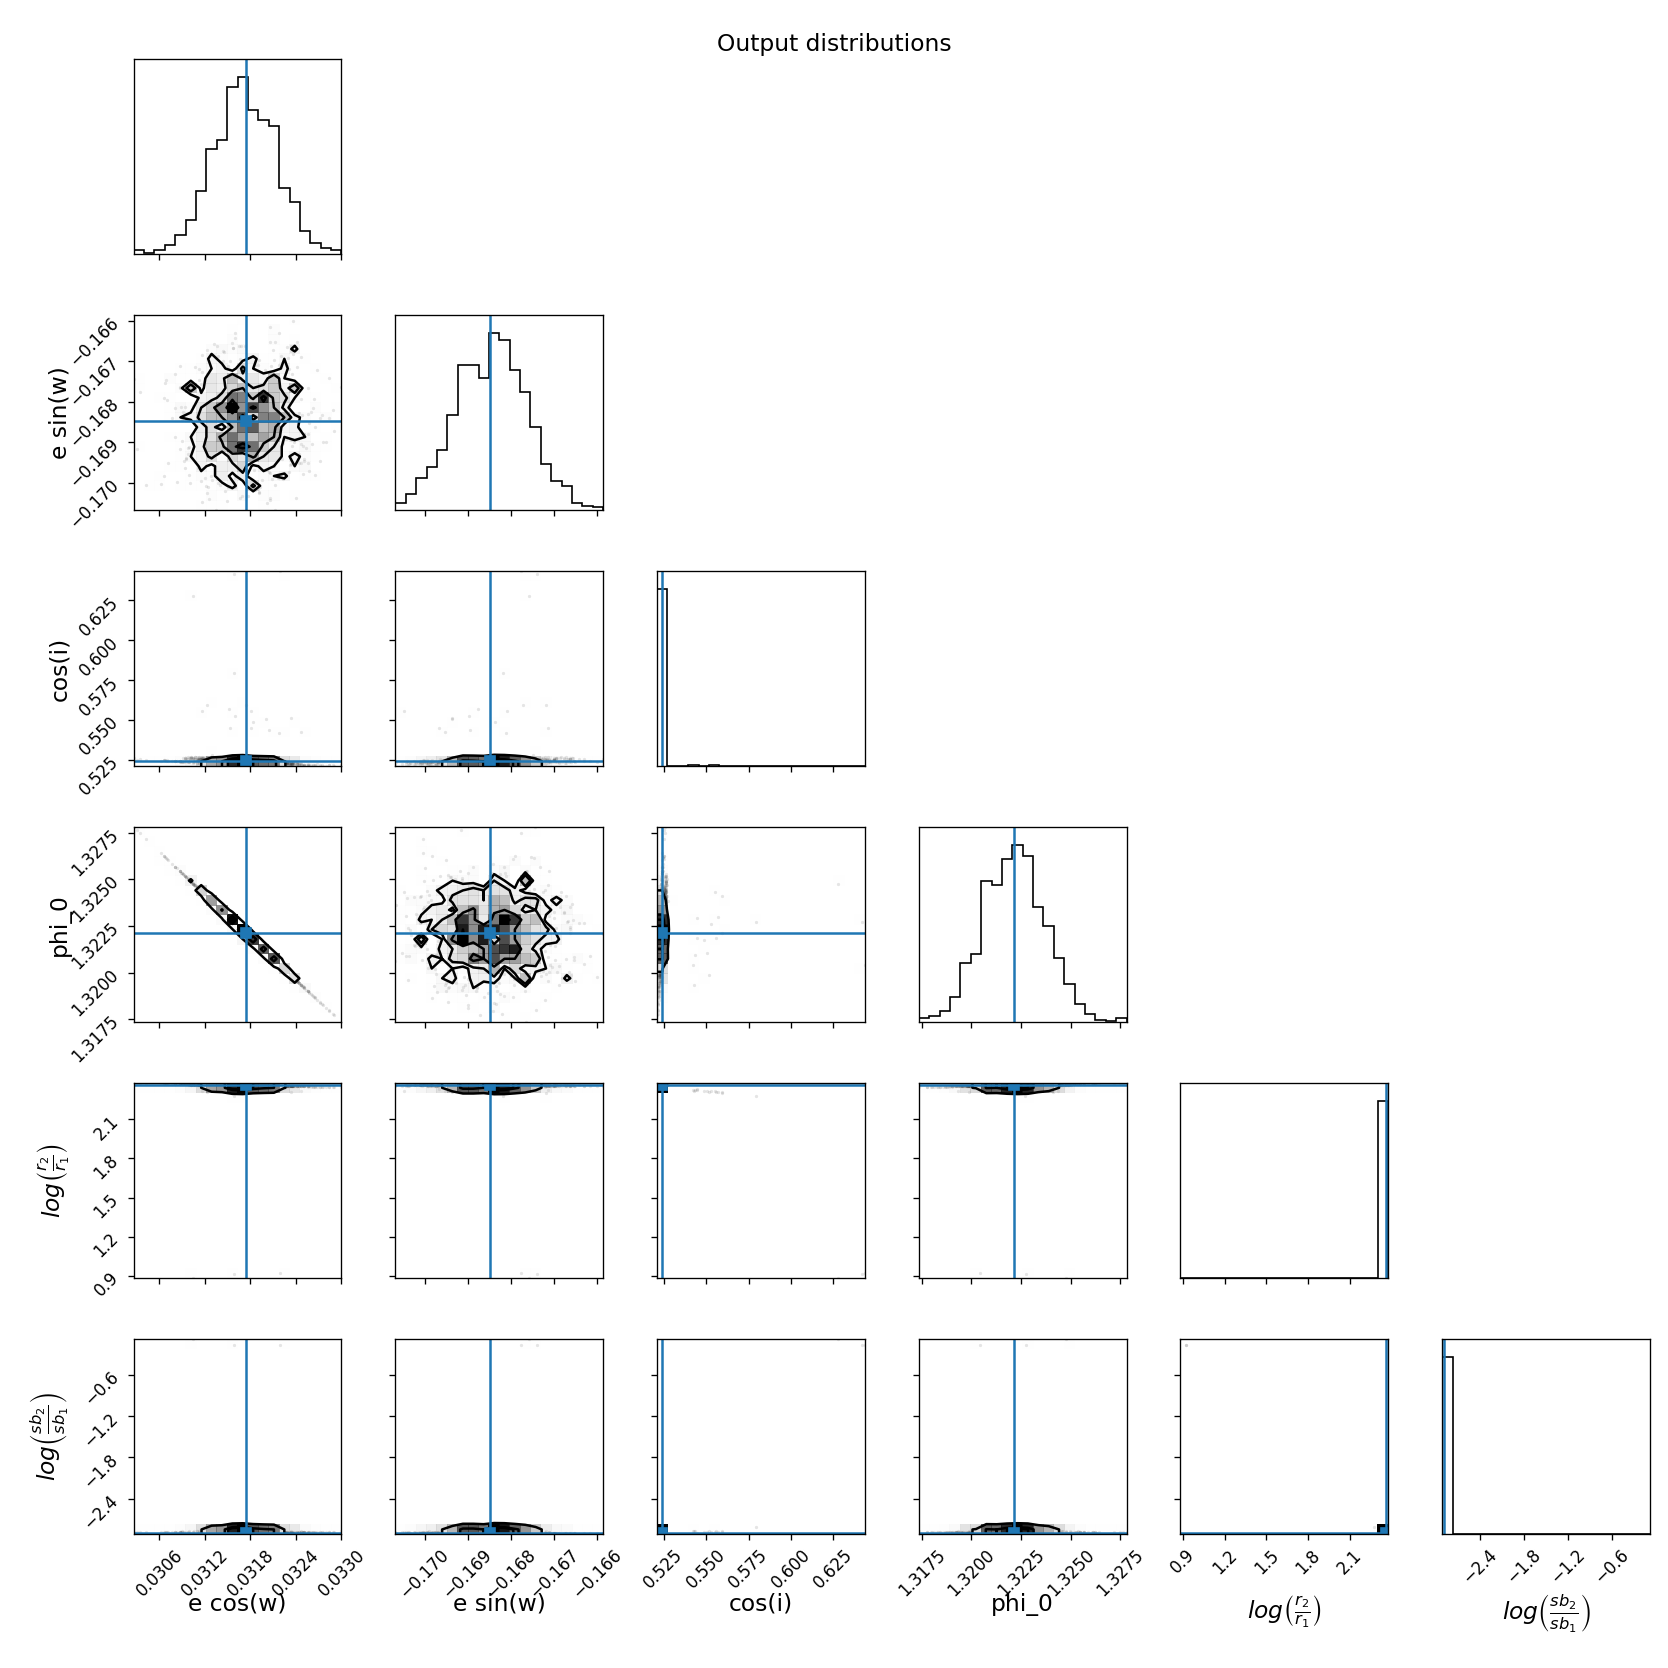 Output distributions
−0.166
−0.167
−0.168
−0.169
−0.170
e sin(w)
0.625
0.600
0.575
0.550
0.525
cos(i)
1.3275
1.3250
1.3225
1.3200
1.3175
phi_0
2.1
1.8
1.5
1.2
0.9
log(r₂/r₁)
−0.6
−1.2
−1.8
−2.4
log(sb₂/sb₁)
0.0306 0.0312 0.0318 0.0324 0.0330
−0.170 −0.169 −0.168 −0.167 −0.166
0.525 0.550 0.575 0.600 0.625
1.3175 1.3200 1.3225 1.3250 1.3275
0.9 1.2 1.5 1.8 2.1
−2.4 −1.8 −1.2 −0.6
e cos(w) e sin(w) cos(i) phi_0 log(r₂/r₁) log(sb₂/sb₁)